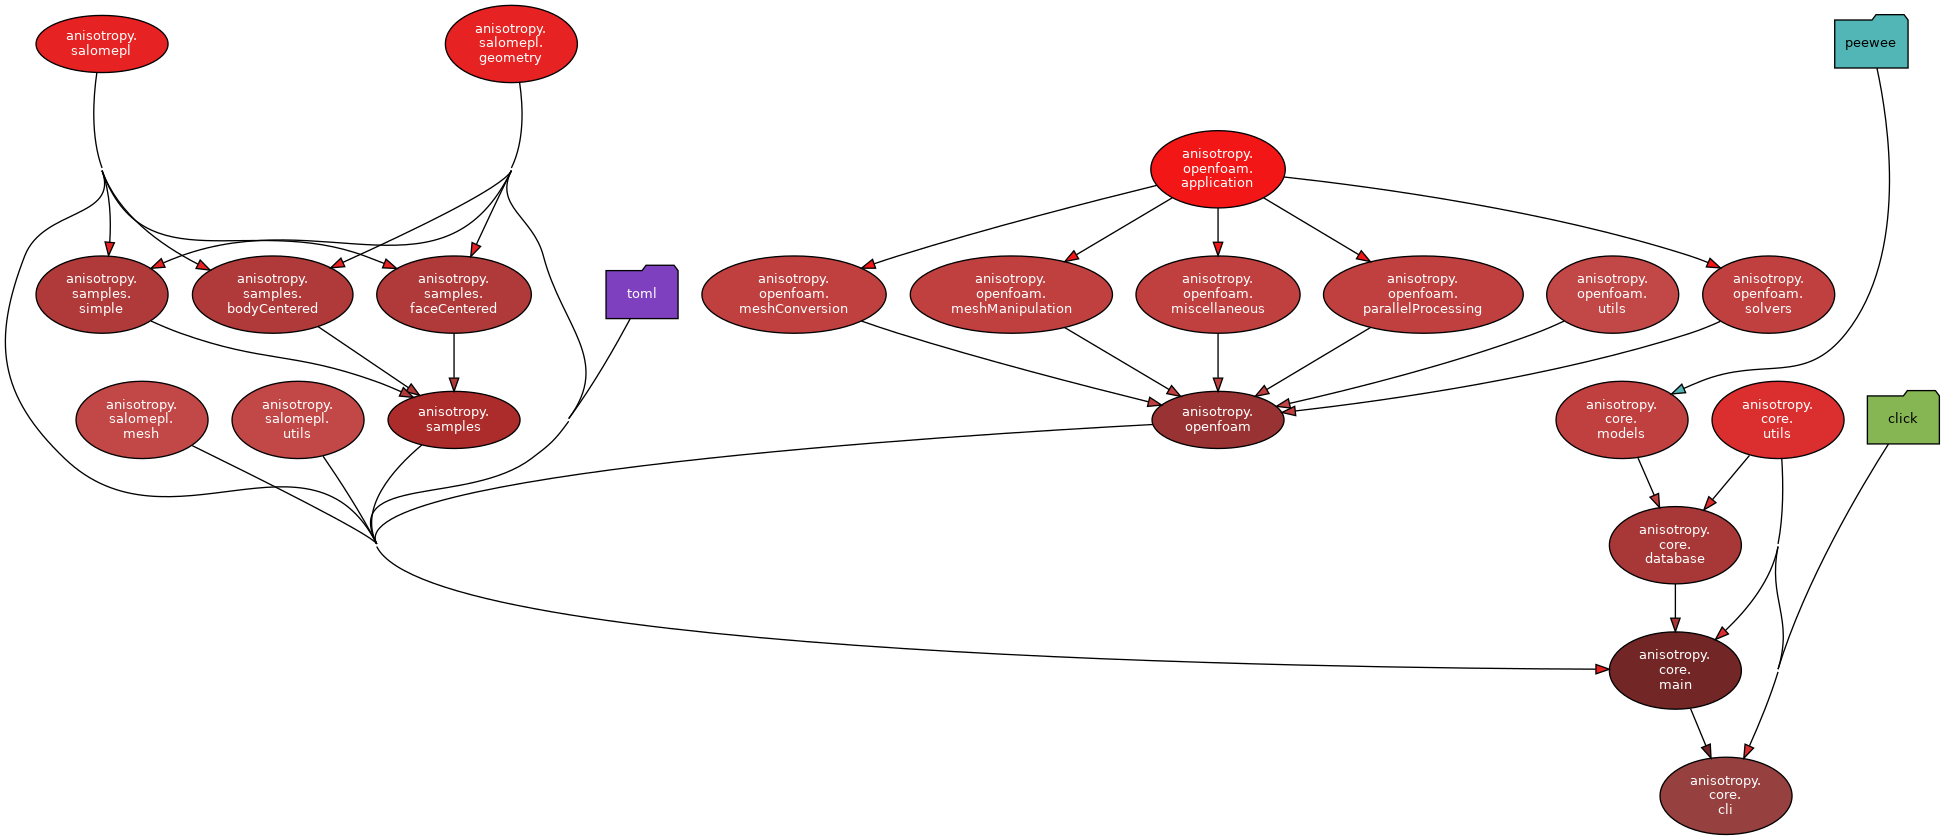 anisotropy.
salomepl
anisotropy.
salomepl.
geometry
peewee
anisotropy.
openfoam.
application
anisotropy.
samples.
simple
anisotropy.
samples.
bodyCentered
anisotropy.
samples.
faceCentered
toml
anisotropy.
openfoam.
meshConversion
anisotropy.
openfoam.
meshManipulation
anisotropy.
openfoam.
miscellaneous
anisotropy.
openfoam.
parallelProcessing
anisotropy.
openfoam.
utils
anisotropy.
openfoam.
solvers
anisotropy.
salomepl.
mesh
anisotropy.
salomepl.
utils
anisotropy.
samples
anisotropy.
openfoam
anisotropy.
core.
models
anisotropy.
core.
utils
click
anisotropy.
core.
database
anisotropy.
core.
main
anisotropy.
core.
cli